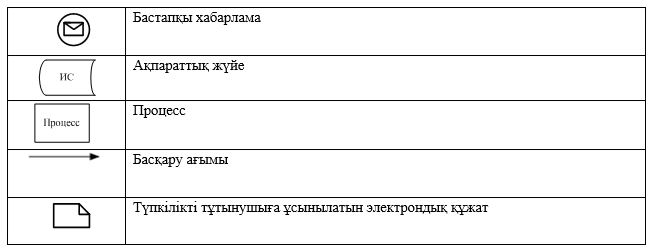 Бастапқы хабарлама
ИС
Ақпараттық жүйе
Процесс
Процесс
Басқару ағымы
Түпкілікті тұтынушыға ұсынылатын электрондық құжат